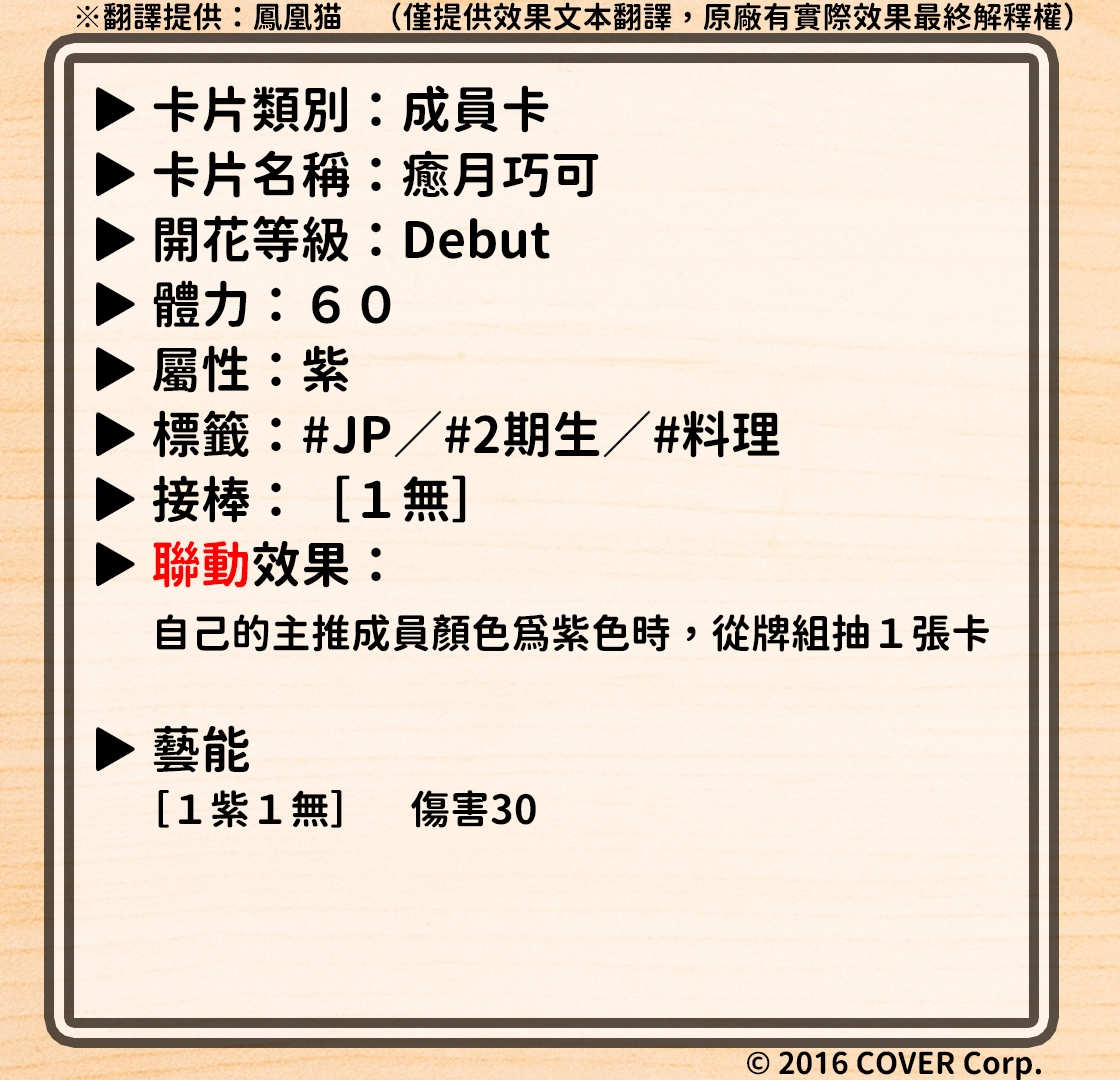 ※翻譯提供：鳳凰猫　（僅提供效果文本翻譯，原廠有實際效果最終解釋權）
▶ 卡片類別：成員卡
▶ 卡片名稱：癒月巧可
▶ 開花等級：Debut
▶ 體力：６０
▶ 屬性：紫
▶ 標籤：#JP／#2期生／#料理
▶ 接棒：［１無］
▶ 聯動效果：
自己的主推成員顏色爲紫色時，從牌組抽１張卡
▶ 藝能
［１紫１無］　傷害30
© 2016 COVER Corp.